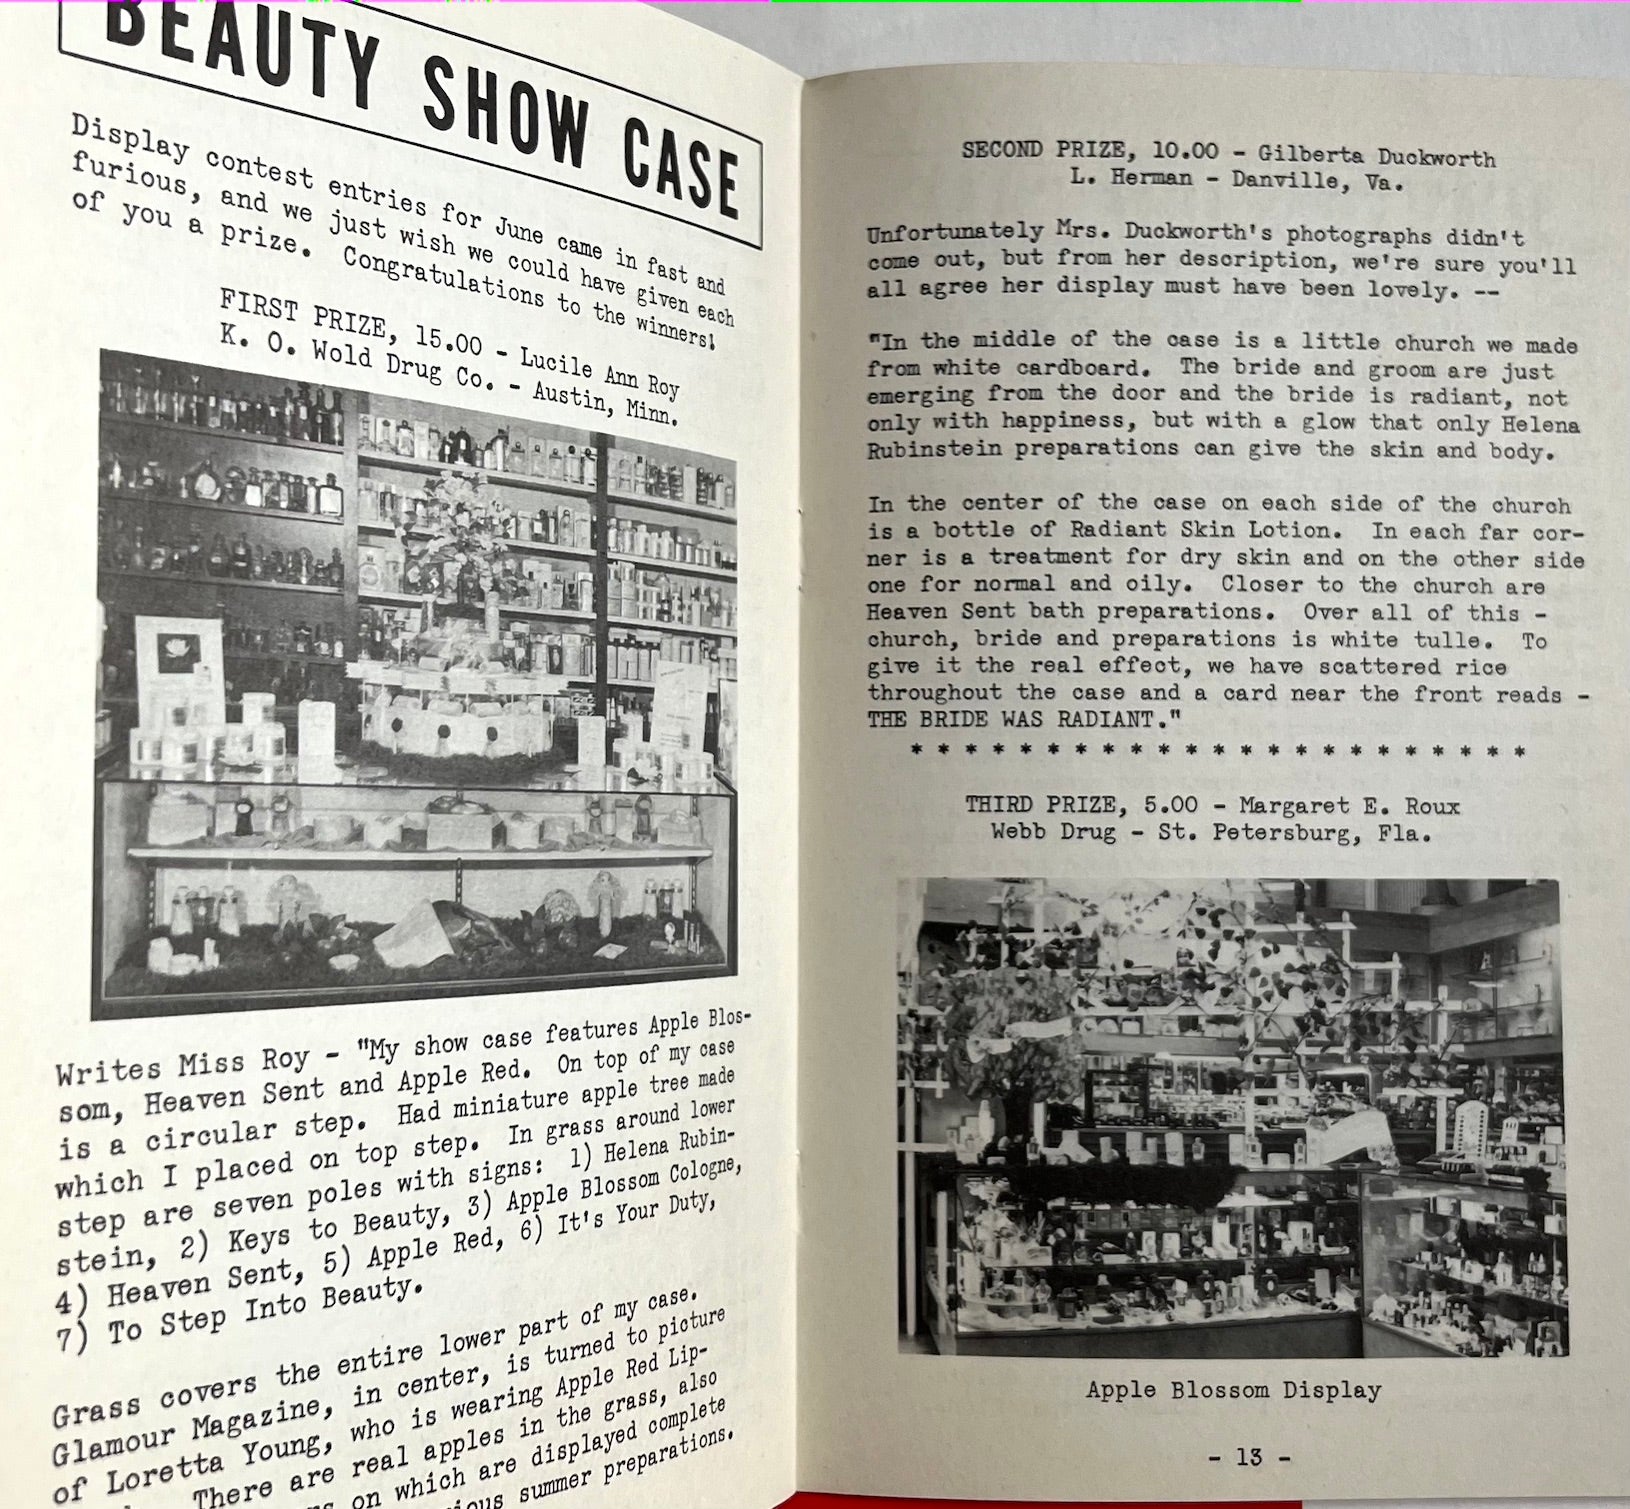 BEAUTY SHOW CASE
Display contest entries for June came in fast and
furious, and we just wish we could have given each
of you a prize. Congratulations to the winners!
FIRST PRIZE, 15.00 - Lucile Ann Roy
K. O. Wold Drug Co. - Austin, Minn.
Writes Miss Roy - "My show case features Apple Blos-
som, Heaven Sent and Apple Red. On top of my case
is a circular step. Had miniature apple tree made
which I placed on top step. In grass around lower
step are seven poles with signs: 1) Helena Rubin-
stein, 2) Keys to Beauty, 3) Apple Blossom Cologne,
4) Heaven Sent, 5) Apple Red, 6) It's Your Duty,
7) To Step Into Beauty.
Grass covers the entire lower part of my case.
Glamour Magazine, in center, is turned to picture
of Loretta Young, who is wearing Apple Red Lip-
There are real apples in the grass, also
on which are displayed complete
summer preparations.
SECOND PRIZE, 10.00 - Gilberta Duckworth
L. Herman - Danville, Va.
Unfortunately Mrs. Duckworth's photographs didn't
come out, but from her description, we're sure you'll
all agree her display must have been lovely. --
"In the middle of the case is a little church we made
from white cardboard. The bride and groom are just
emerging from the door and the bride is radiant, not
only with happiness, but with a glow that only Helena
Rubinstein preparations can give the skin and body.
In the center of the case on each side of the church
is a bottle of Radiant Skin Lotion. In each far cor-
ner is a treatment for dry skin and on the other side
one for normal and oily. Closer to the church are
Heaven Sent bath preparations. Over all of this -
church, bride and preparations is white tulle. To
give it the real effect, we have scattered rice
throughout the case and a card near the front reads -
THE BRIDE WAS RADIANT."
* * * * * * * * * * * * * * * * * * * * * * *
THIRD PRIZE, 5.00 - Margaret E. Roux
Webb Drug - St. Petersburg, Fla.
Apple Blossom Display
- 13 -